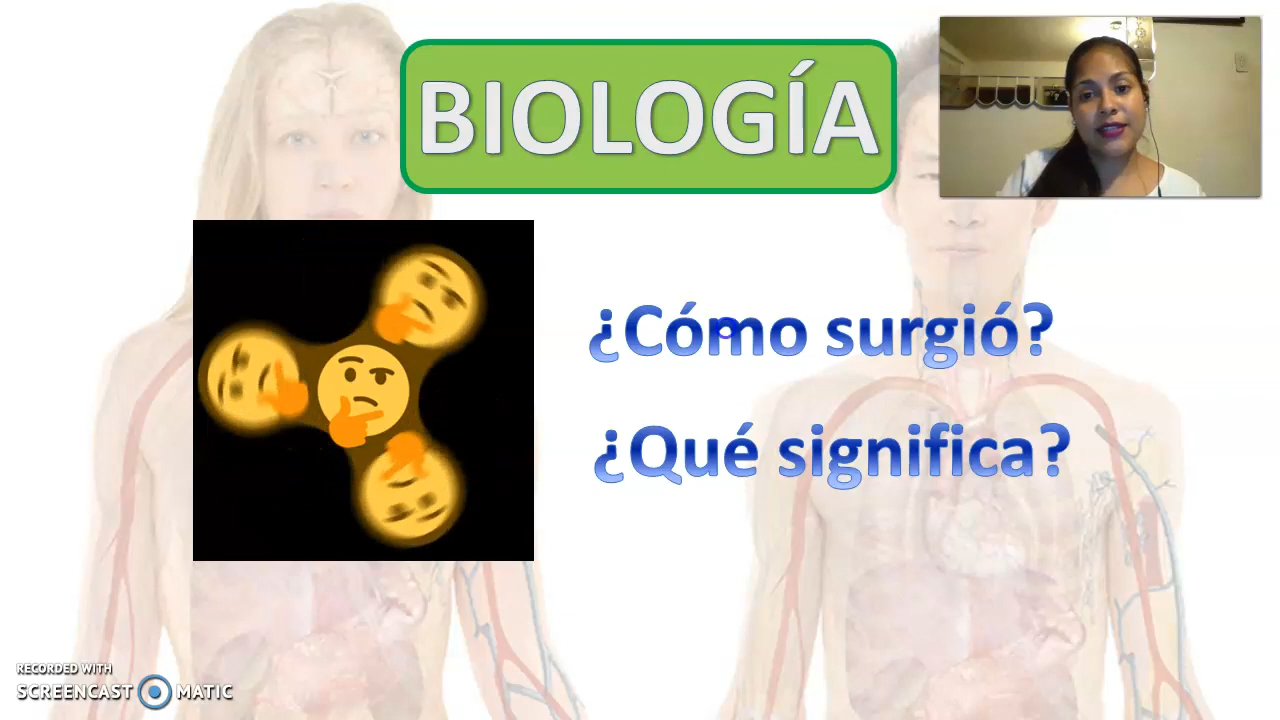 BIOLOGÍA
¿Cómo surgió?
¿Qué significa?
RECORDED WITH
SCREENCAST MATIC